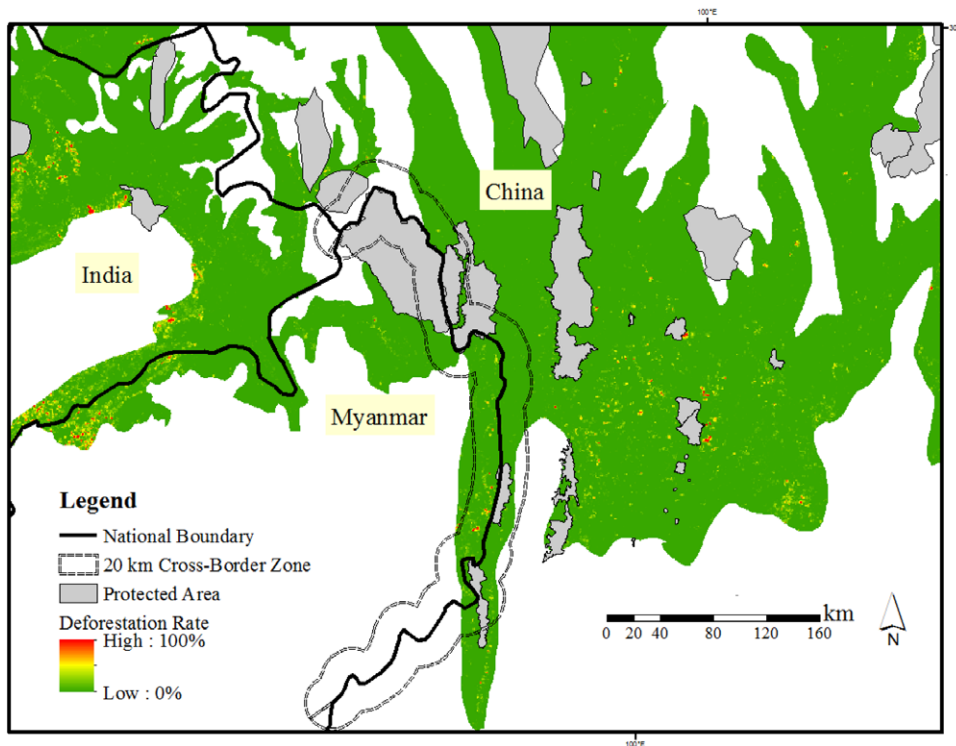 100°E
30
China
India
Myanmar
Legend
National Boundary
20 km Cross-Border Zone
Protected Area
Deforestation Rate
High : 100%
Low : 0%
km
0 20 40 80 120 160
N
100°E